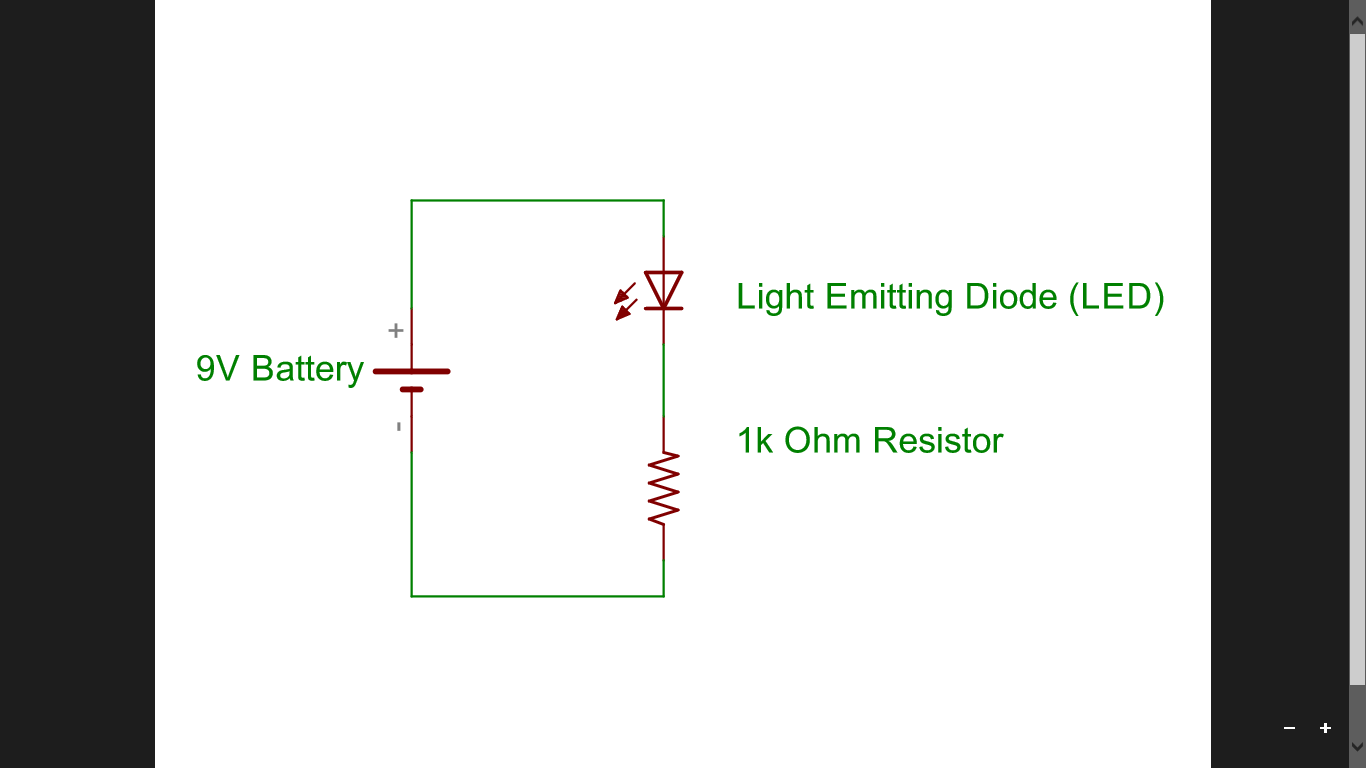 Light Emitting Diode (LED)
+
9V Battery
-
1k Ohm Resistor